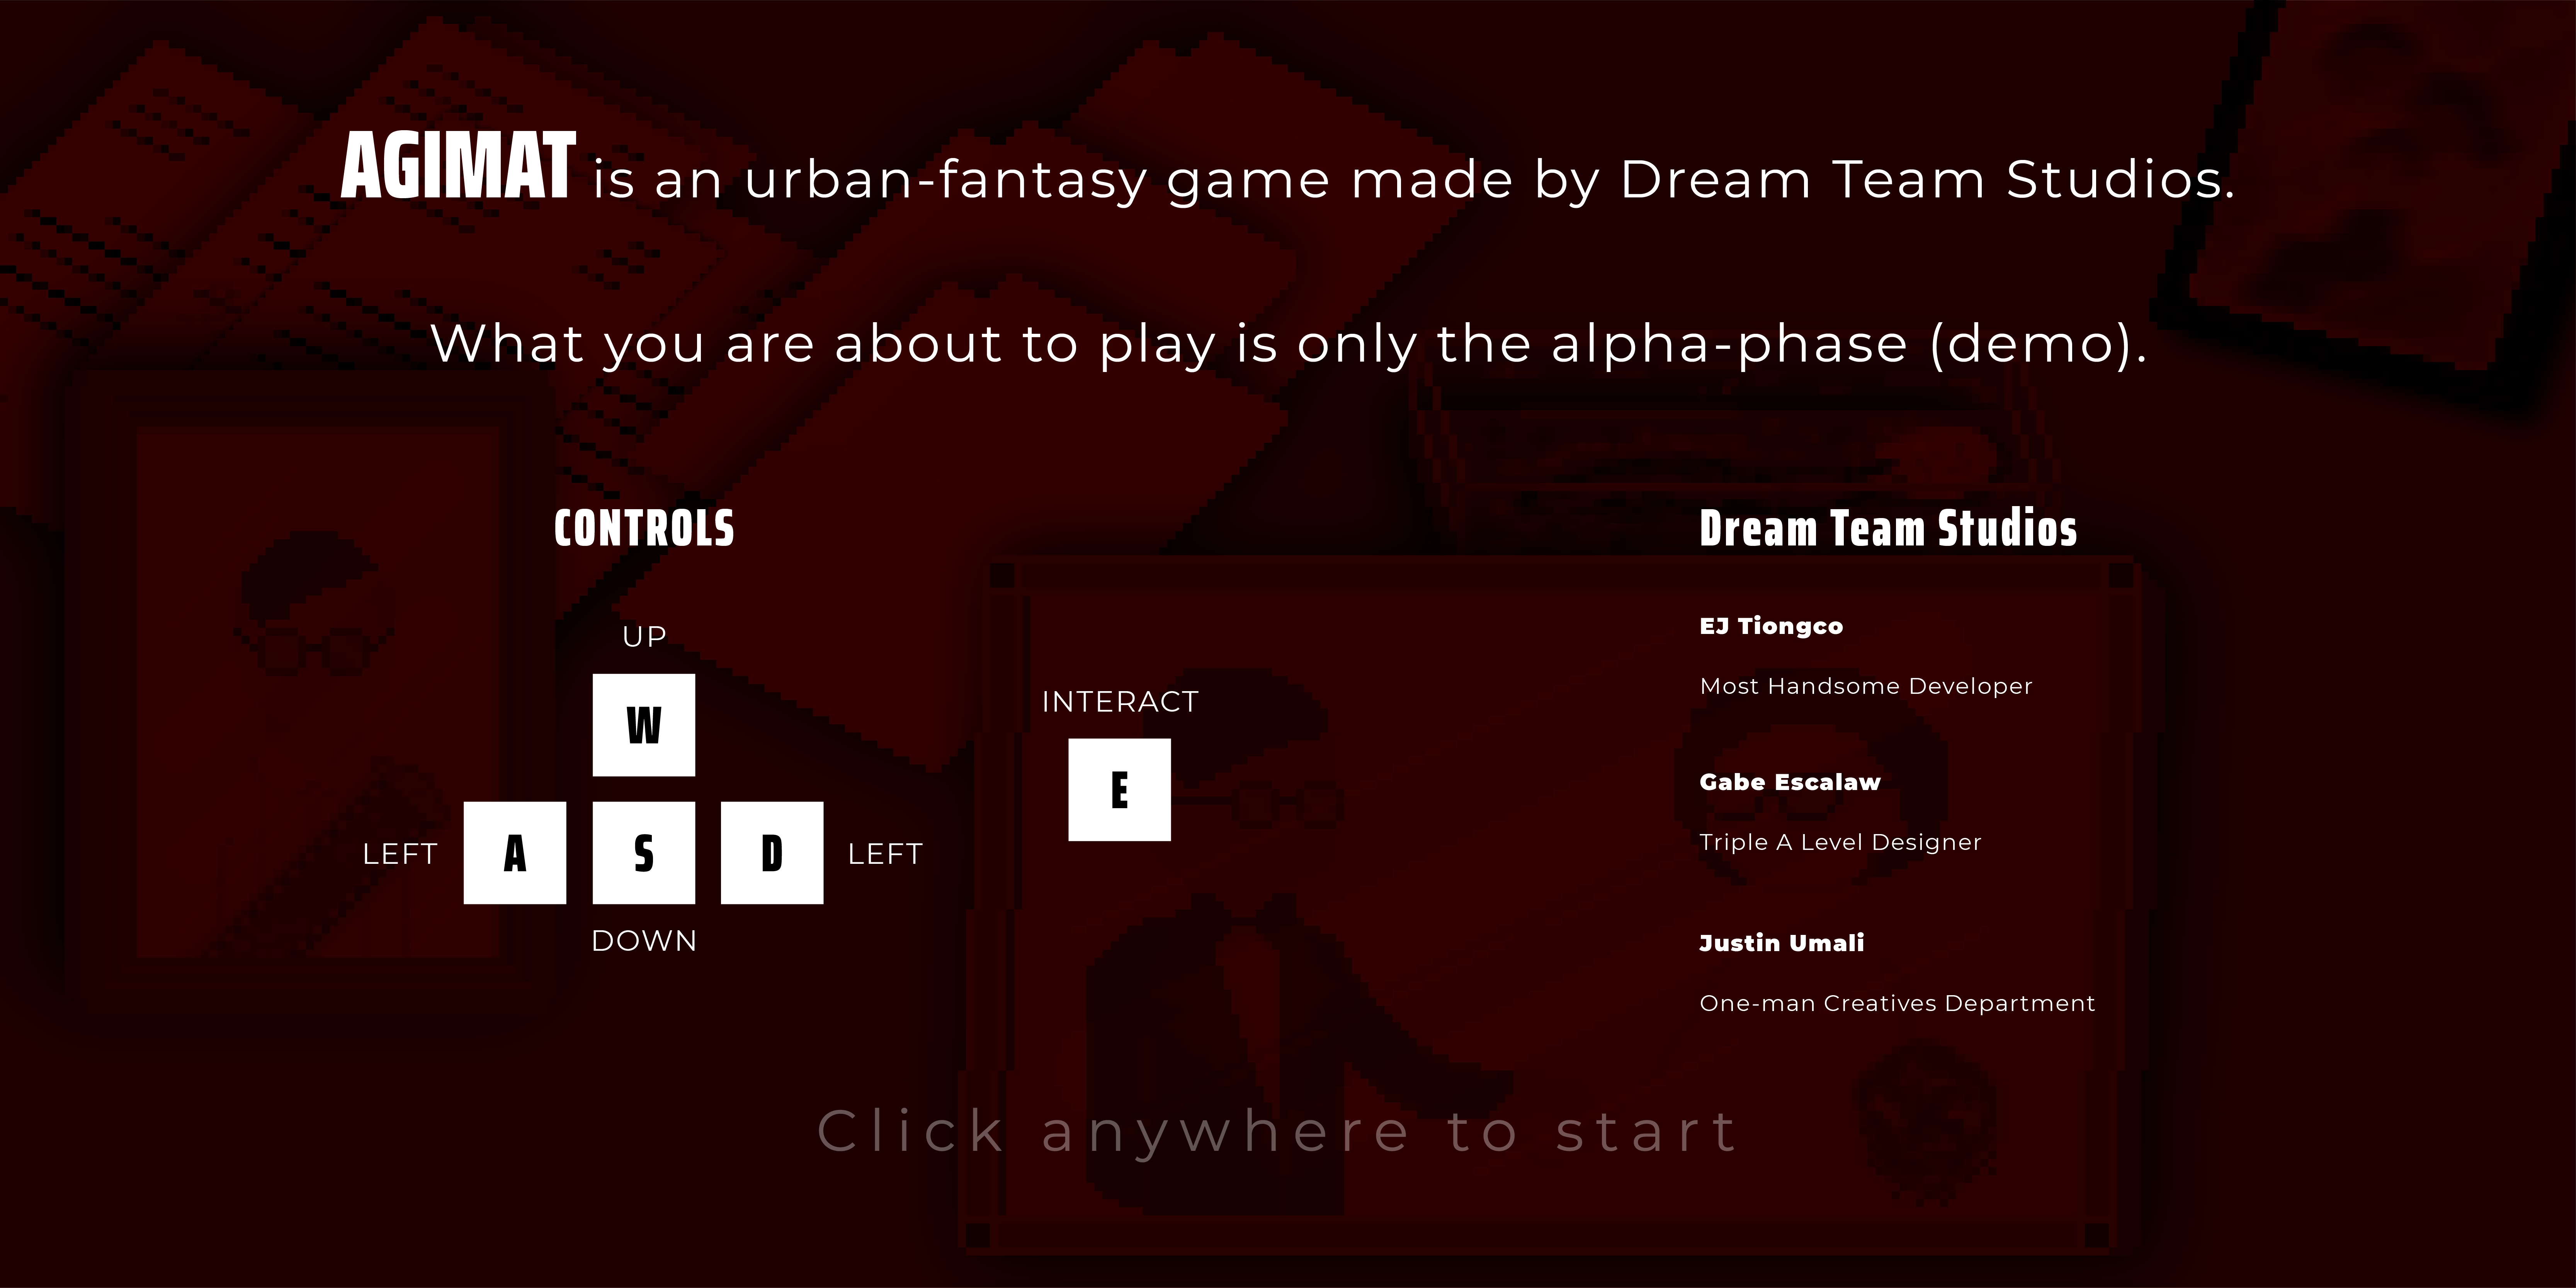 AGIMAT is an urban-fantasy game made by Dream Team Studios.
What you are about to play is only the alpha-phase (demo).
CONTROLS
UP
W
LEFT A S D LEFT
DOWN
INTERACT
E
Dream Team Studios
EJ Tiongco
Most Handsome Developer
Gabe Escalaw
Triple A Level Designer
Justin Umali
One-man Creatives Department
Click anywhere to start